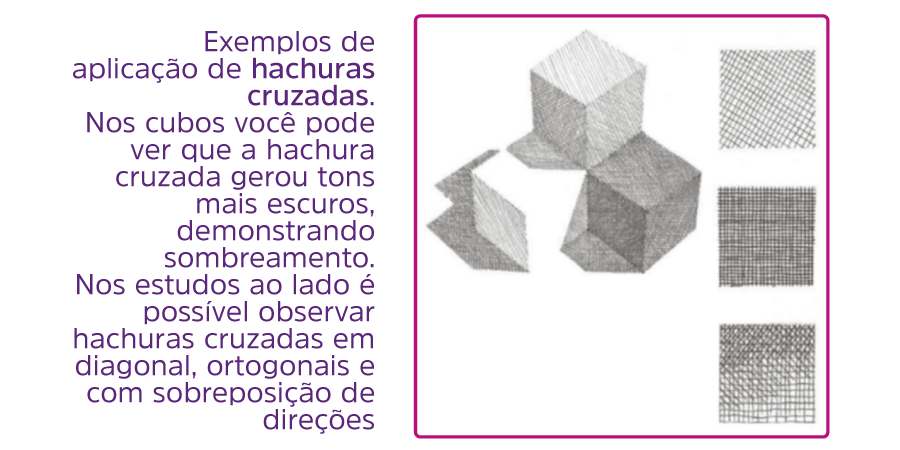 Exemplos de
aplicação de hachuras
cruzadas.
Nos cubos você pode
ver que a hachura
cruzada gerou tons
mais escuros,
demonstrando
sombreamento.
Nos estudos ao lado é
possível observar
hachuras cruzadas em
diagonal, ortogonais e
com sobreposição de
direções